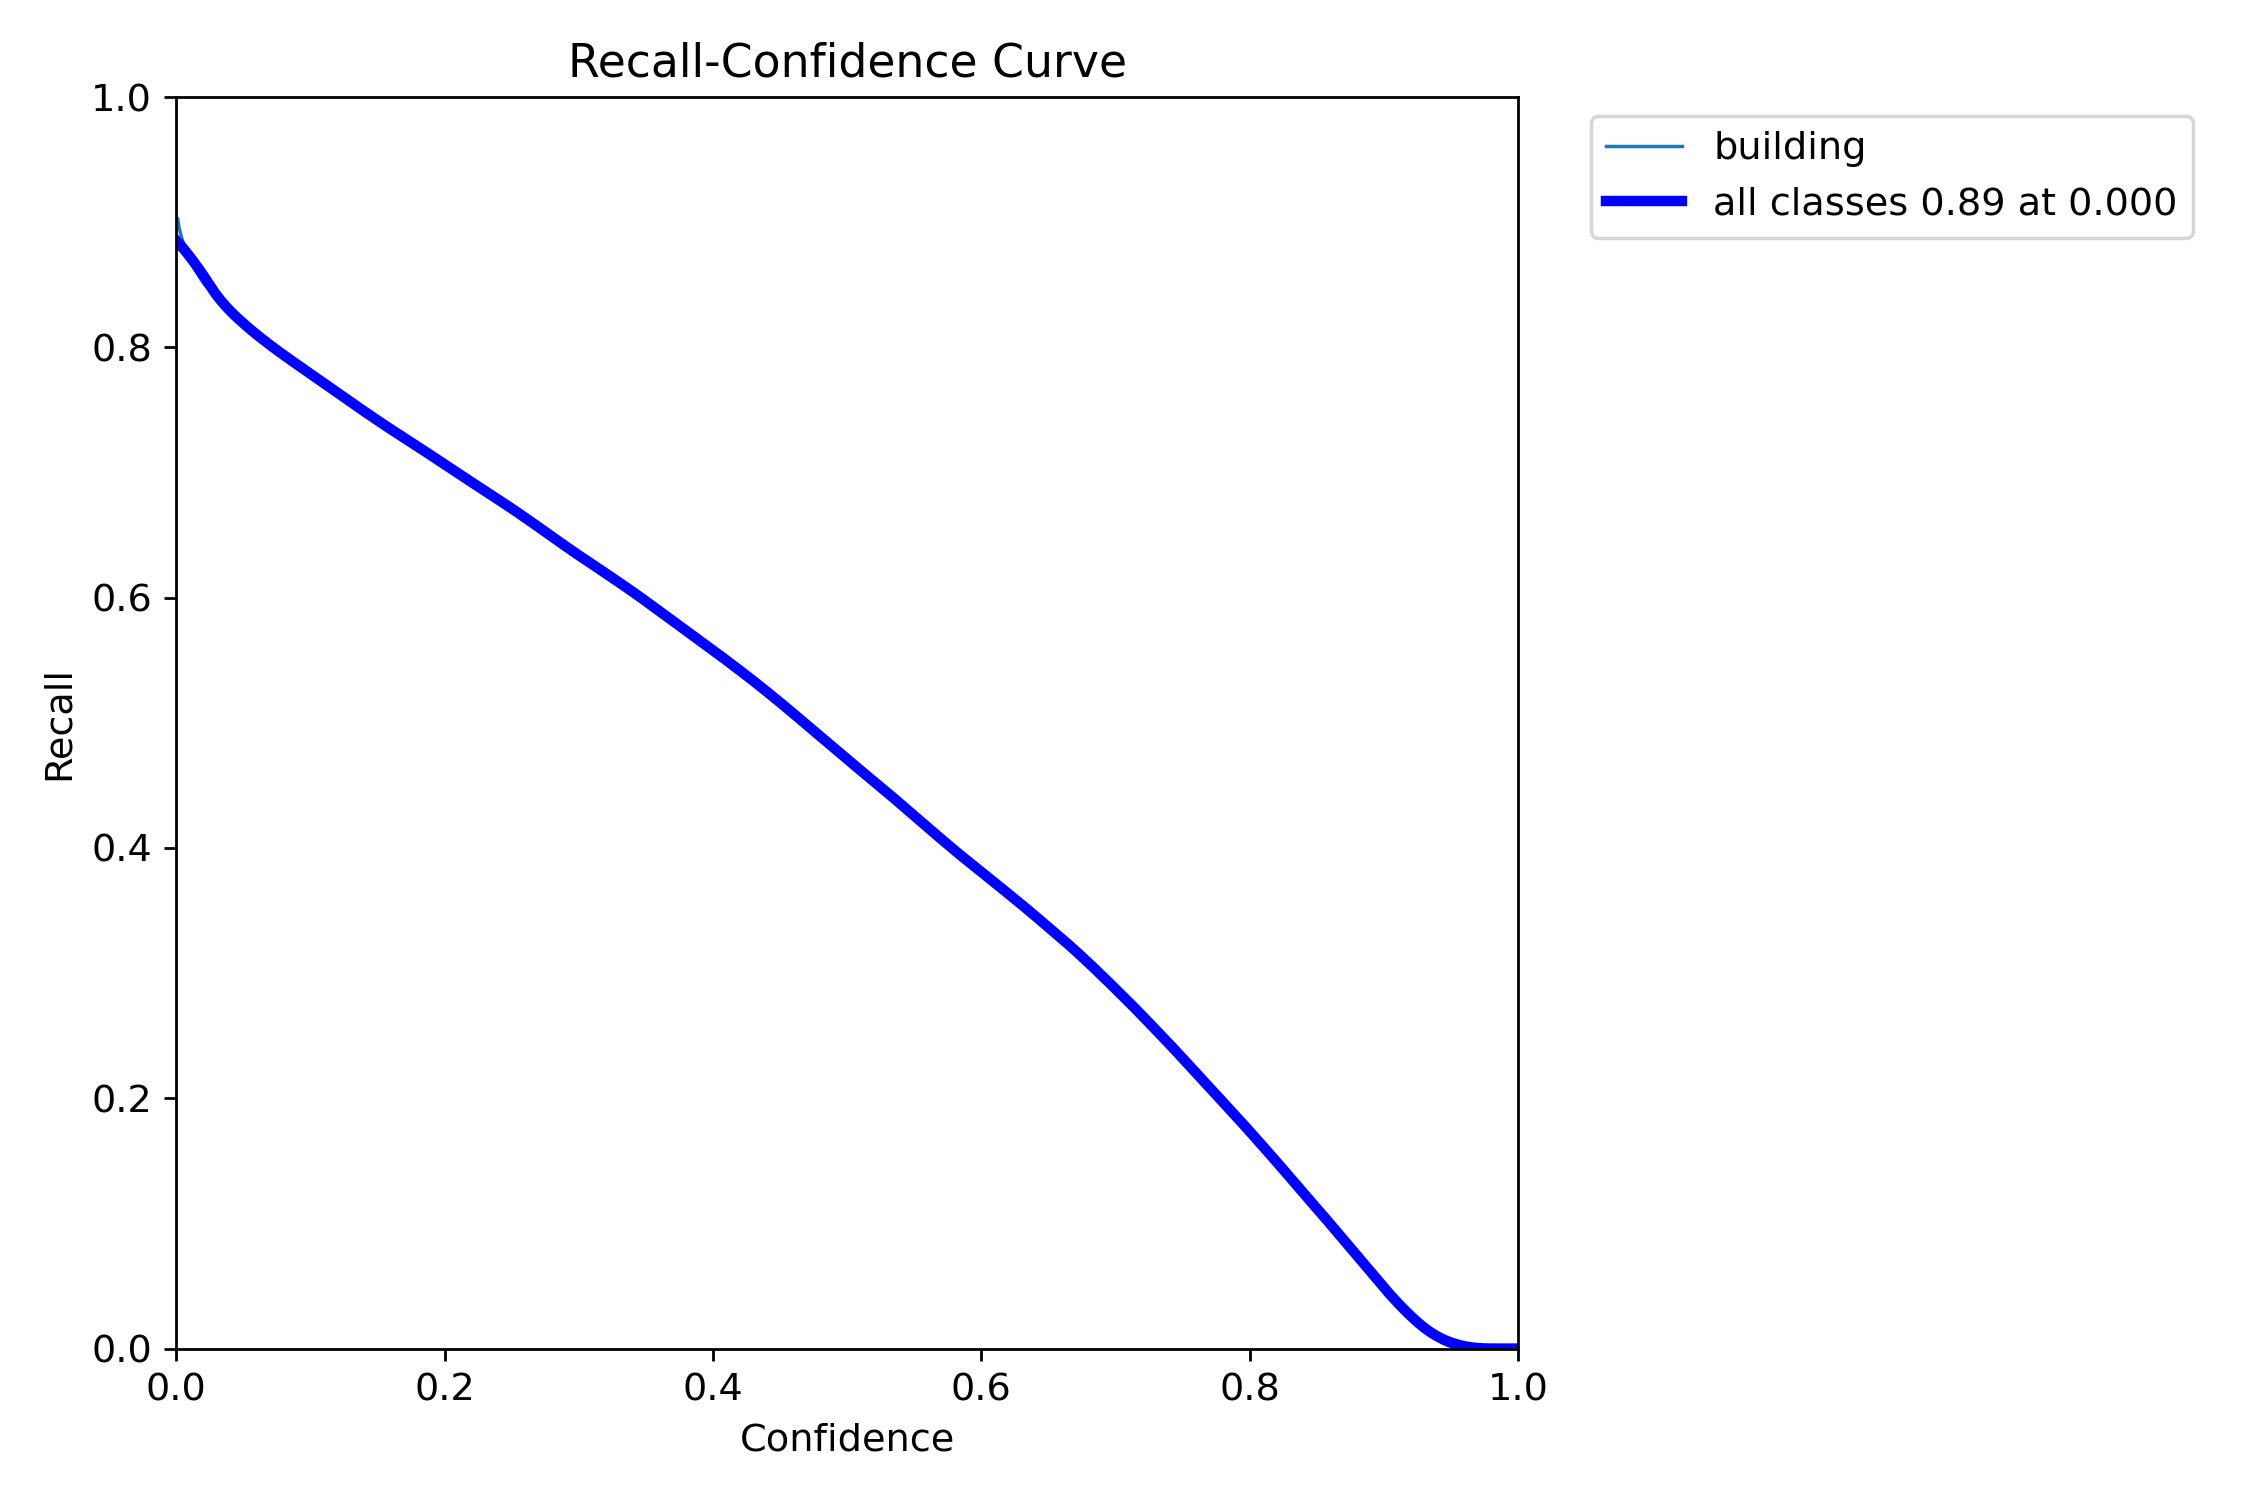 Recall-Confidence Curve
building
all classes 0.89 at 0.000
1.0
0.8
0.6
0.4
0.2
0.0
Recall
0.0 0.2 0.4 0.6 0.8 1.0
Confidence